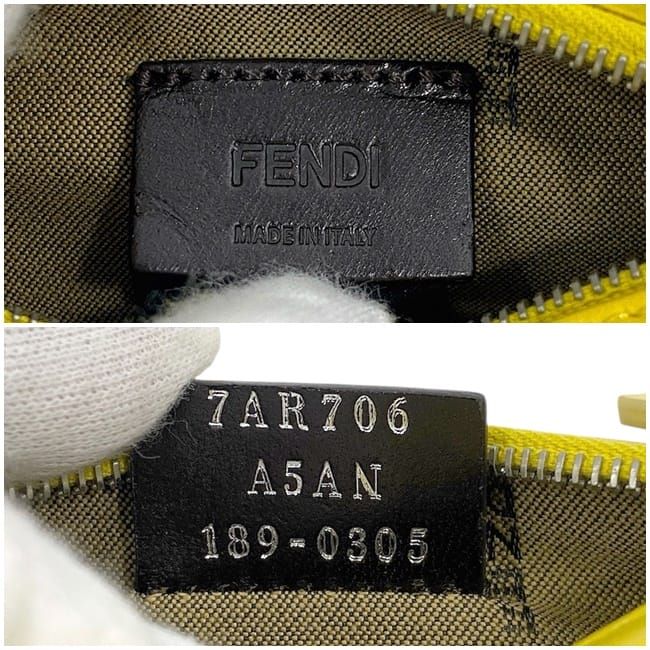 FENDI
MADE IN ITALY
7AR706
A5AN
189-0305